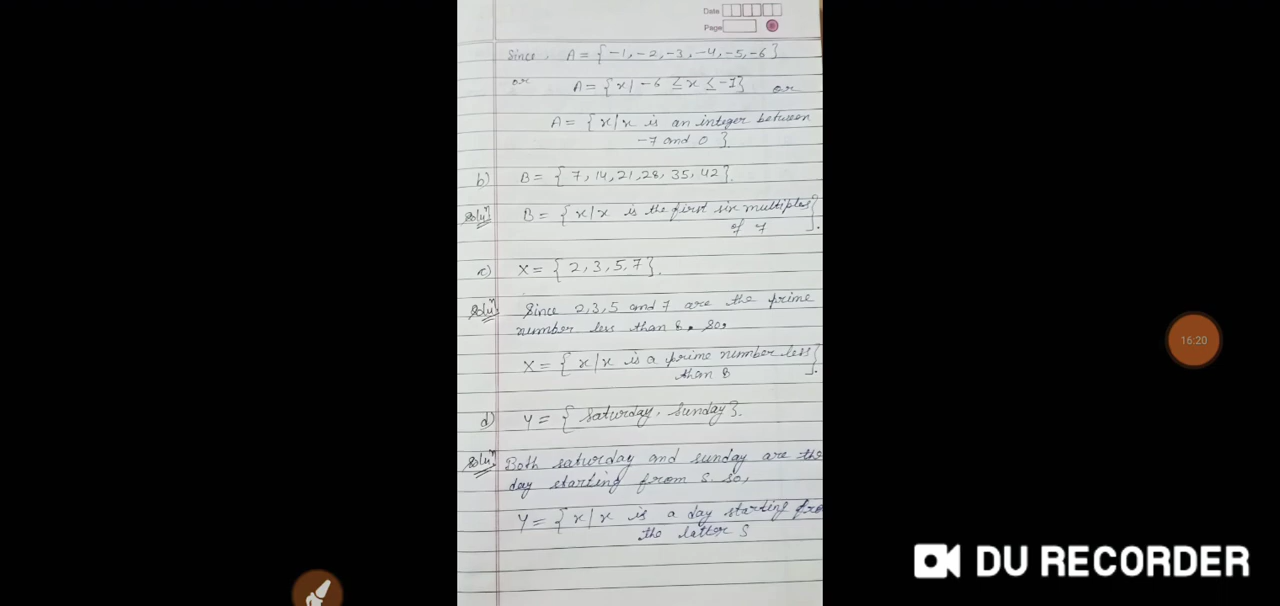 Date
Page
Since, A = { -1, -2, -3, -4, -5, -6 }
or A = { x | -6 ≤ x ≤ -1 } or
A = { x/x is an integer between
-7 and 0 }.
b) B = { 7, 14, 21, 28, 35, 42 }.
Soluⁿ. B = { x/x is the first six multiples
of 7 }.
c) X = { 2, 3, 5, 7 }.
Soluⁿ. Since 2, 3, 5 and 7 are the prime
number less than 8. So,
X = { x/x is a prime number less
than 8 }.
16:20
d) Y = { Saturday, Sunday }.
Soluⁿ. Both saturday and sunday are the
day starting from S. so,
Y = { x/x is a day starting fro
the latter S
DU RECORDER